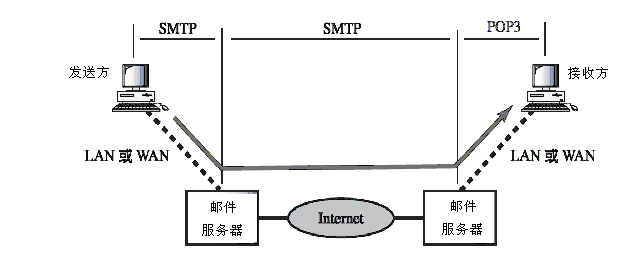 SMTP
SMTP
POP3
发送方
接收方
LAN 或 WAN
LAN 或 WAN
邮件
服务器
Internet
邮件
服务器